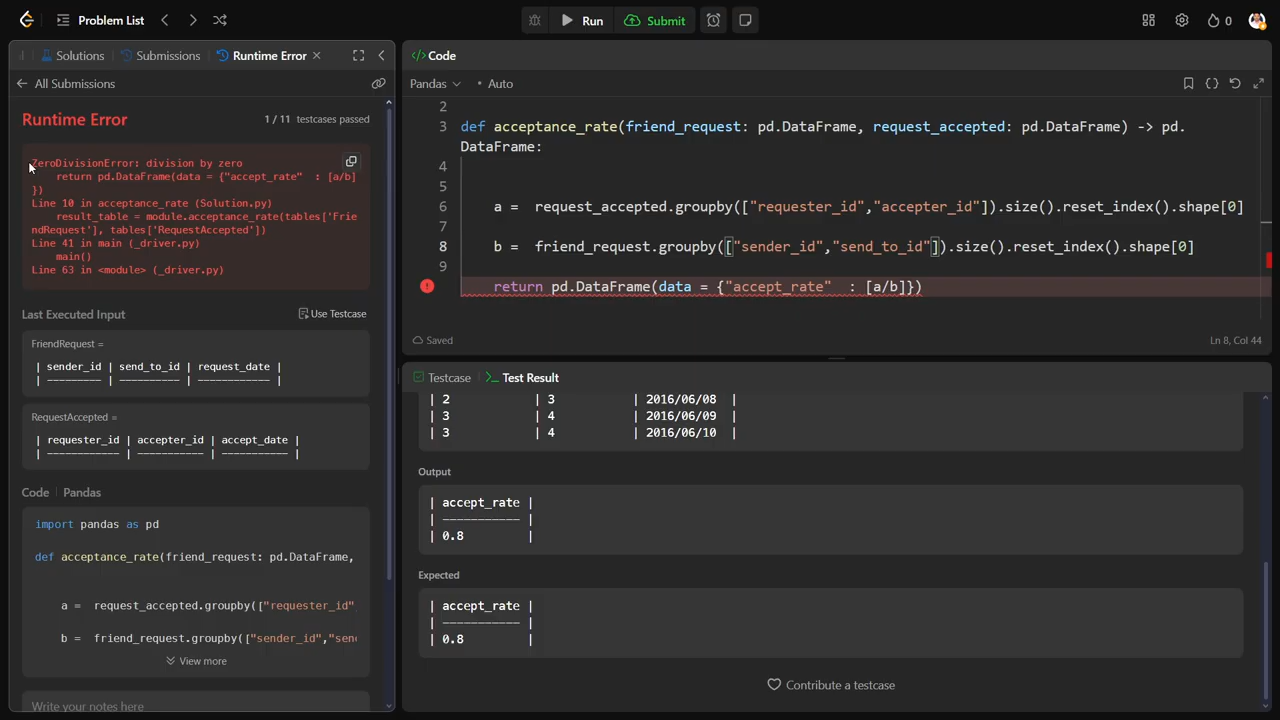 Problem List
Run
Submit
0
Solutions
Submissions
Runtime Error
All Submissions
Runtime Error
1 / 11 testcases passed
ZeroDivisionError: division by zero
return pd.DataFrame(data = {"accept_rate"  : [a/b]
})
Line 10 in acceptance_rate (Solution.py)
result_table = module.acceptance_rate(tables['Frie
ndRequest'], tables['RequestAccepted'])
Line 41 in main (_driver.py)
main()
Line 63 in <module> (_driver.py)
Last Executed Input
Use Testcase
FriendRequest =
| sender_id | send_to_id | request_date |
| --------- | ---------- | ------------ |
RequestAccepted =
| requester_id | accepter_id | accept_date |
| ------------ | ----------- | ----------- |
Code | Pandas
import pandas as pd
def acceptance_rate(friend_request: pd.DataFrame,
a =  request_accepted.groupby(["requester_id"
b =  friend_request.groupby(["sender_id","send
View more
Write your notes here
</> Code
Pandas
• Auto
2
3 def acceptance_rate(friend_request: pd.DataFrame, request_accepted: pd.DataFrame) -> pd.
DataFrame:
4
5
6 a =  request_accepted.groupby(["requester_id","accepter_id"]).size().reset_index().shape[0]
7
8 b =  friend_request.groupby(["sender_id","send_to_id"]).size().reset_index().shape[0]
9
return pd.DataFrame(data = {"accept_rate"  : [a/b]})
Saved
Ln 8, Col 44
Testcase
>_ Test Result
| 2 | 3 | 2016/06/08 |
| 3 | 4 | 2016/06/09 |
| 3 | 4 | 2016/06/10 |
Output
| accept_rate |
| ----------- |
| 0.8 |
Expected
| accept_rate |
| ----------- |
| 0.8 |
Contribute a testcase